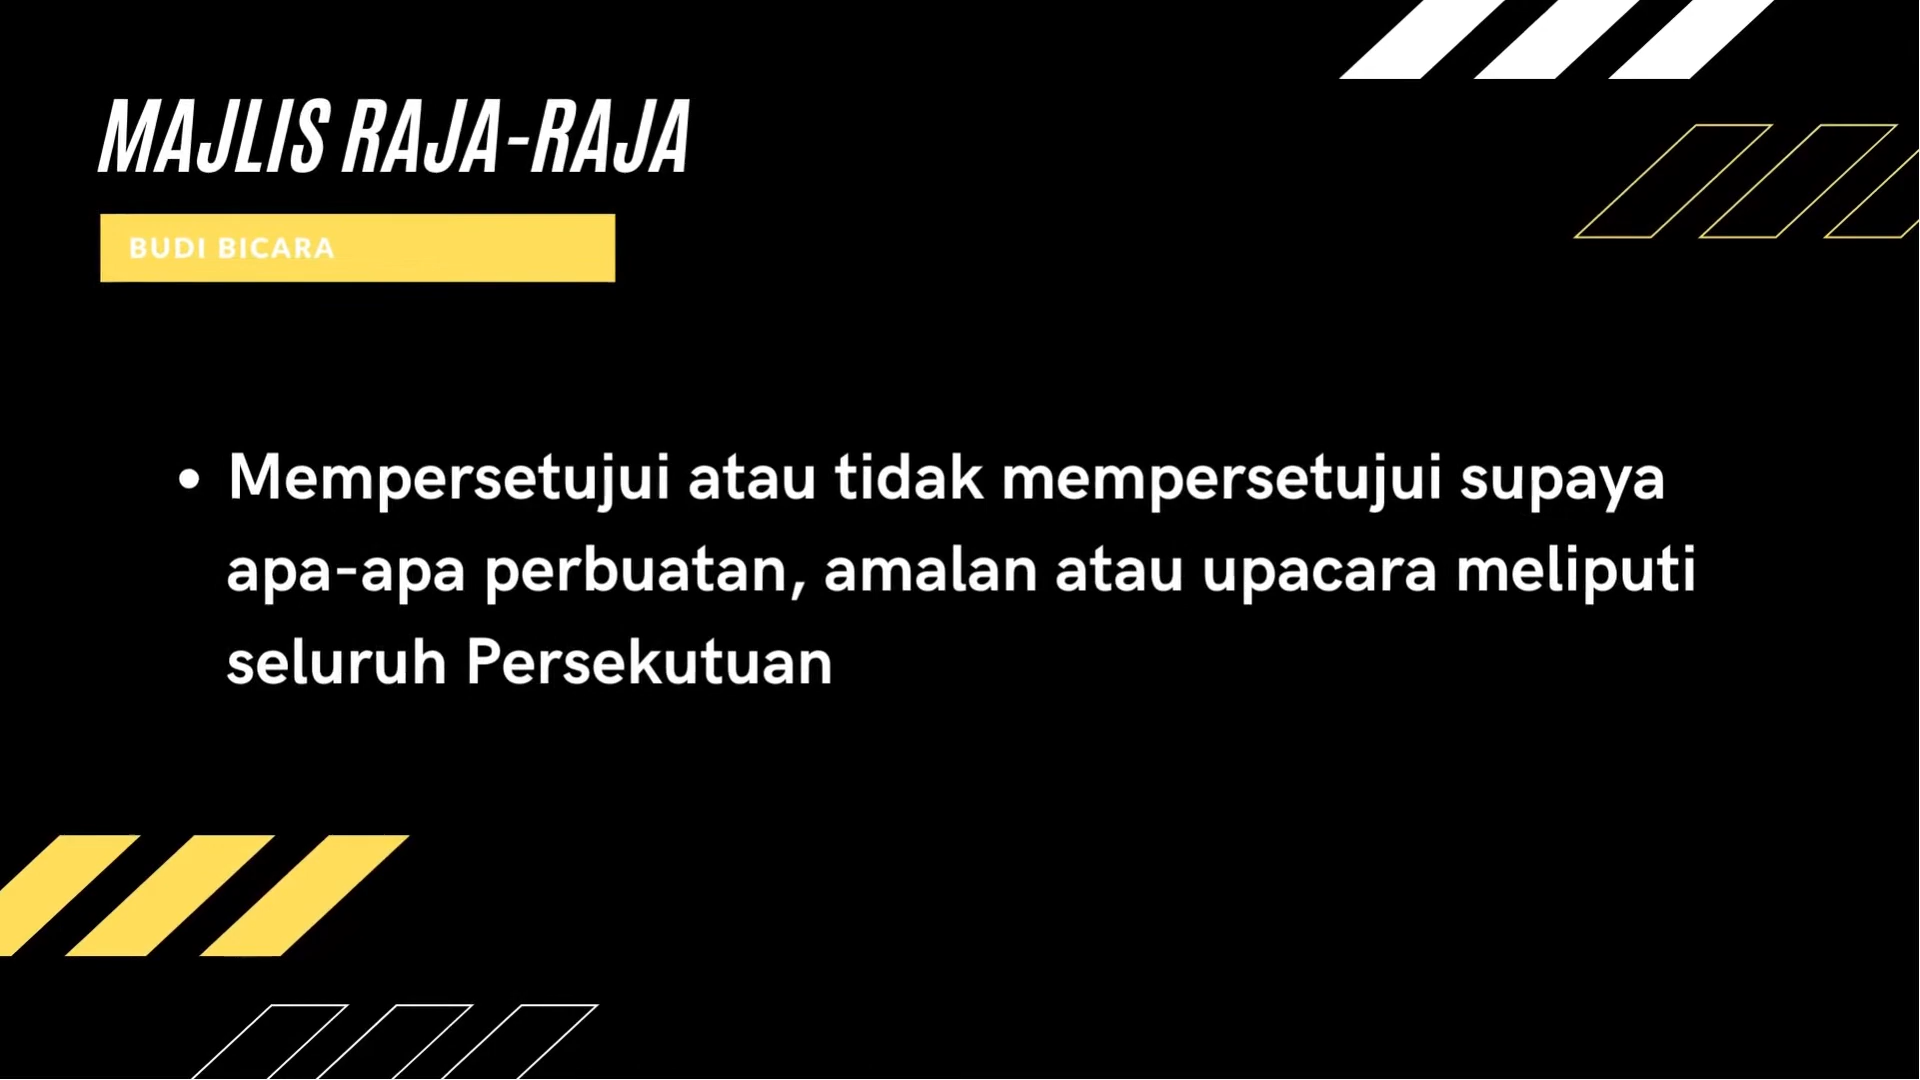 MAJLIS RAJA-RAJA
BUDI BICARA
• Mempersetujui atau tidak mempersetujui supaya
apa-apa perbuatan, amalan atau upacara meliputi
seluruh Persekutuan